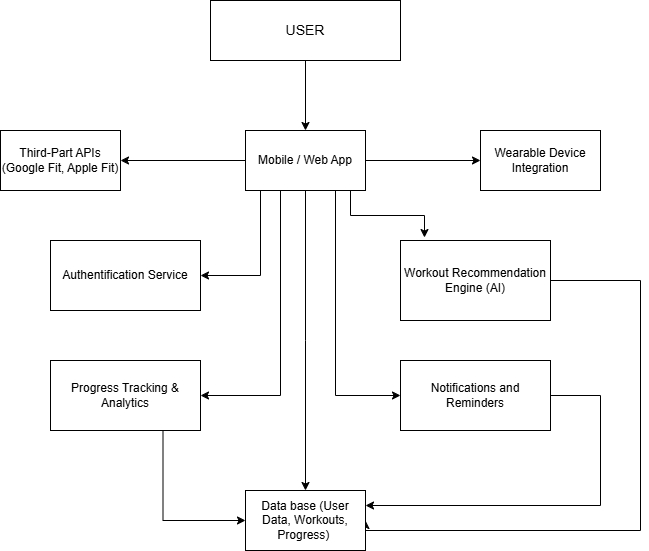 USER
Third-Part APIs
(Google Fit, Apple Fit)
Mobile / Web App
Wearable Device
Integration
Authentification Service
Workout Recommendation
Engine (AI)
Progress Tracking &
Analytics
Notifications and
Reminders
Data base (User
Data, Workouts,
Progress)